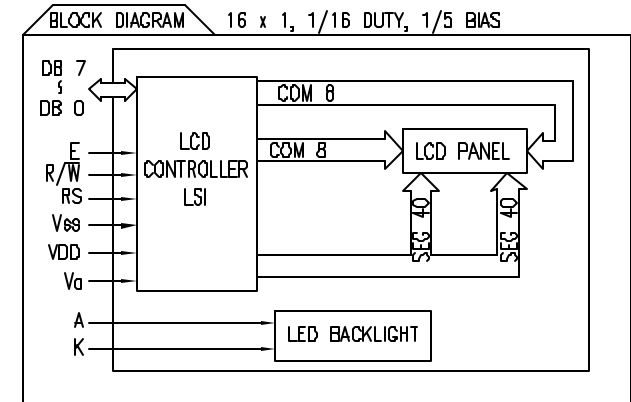 BLOCK DIAGRAM 16 x 1, 1/16 DUTY, 1/5 BIAS
DB 7
DB 0
E
R/W
RS
Vss
VDD
Va
A
K
LCD
CONTROLLER
LSI
COM 8
COM 8
LCD PANEL
SEG 40
SEG 40
LED BACKLIGHT